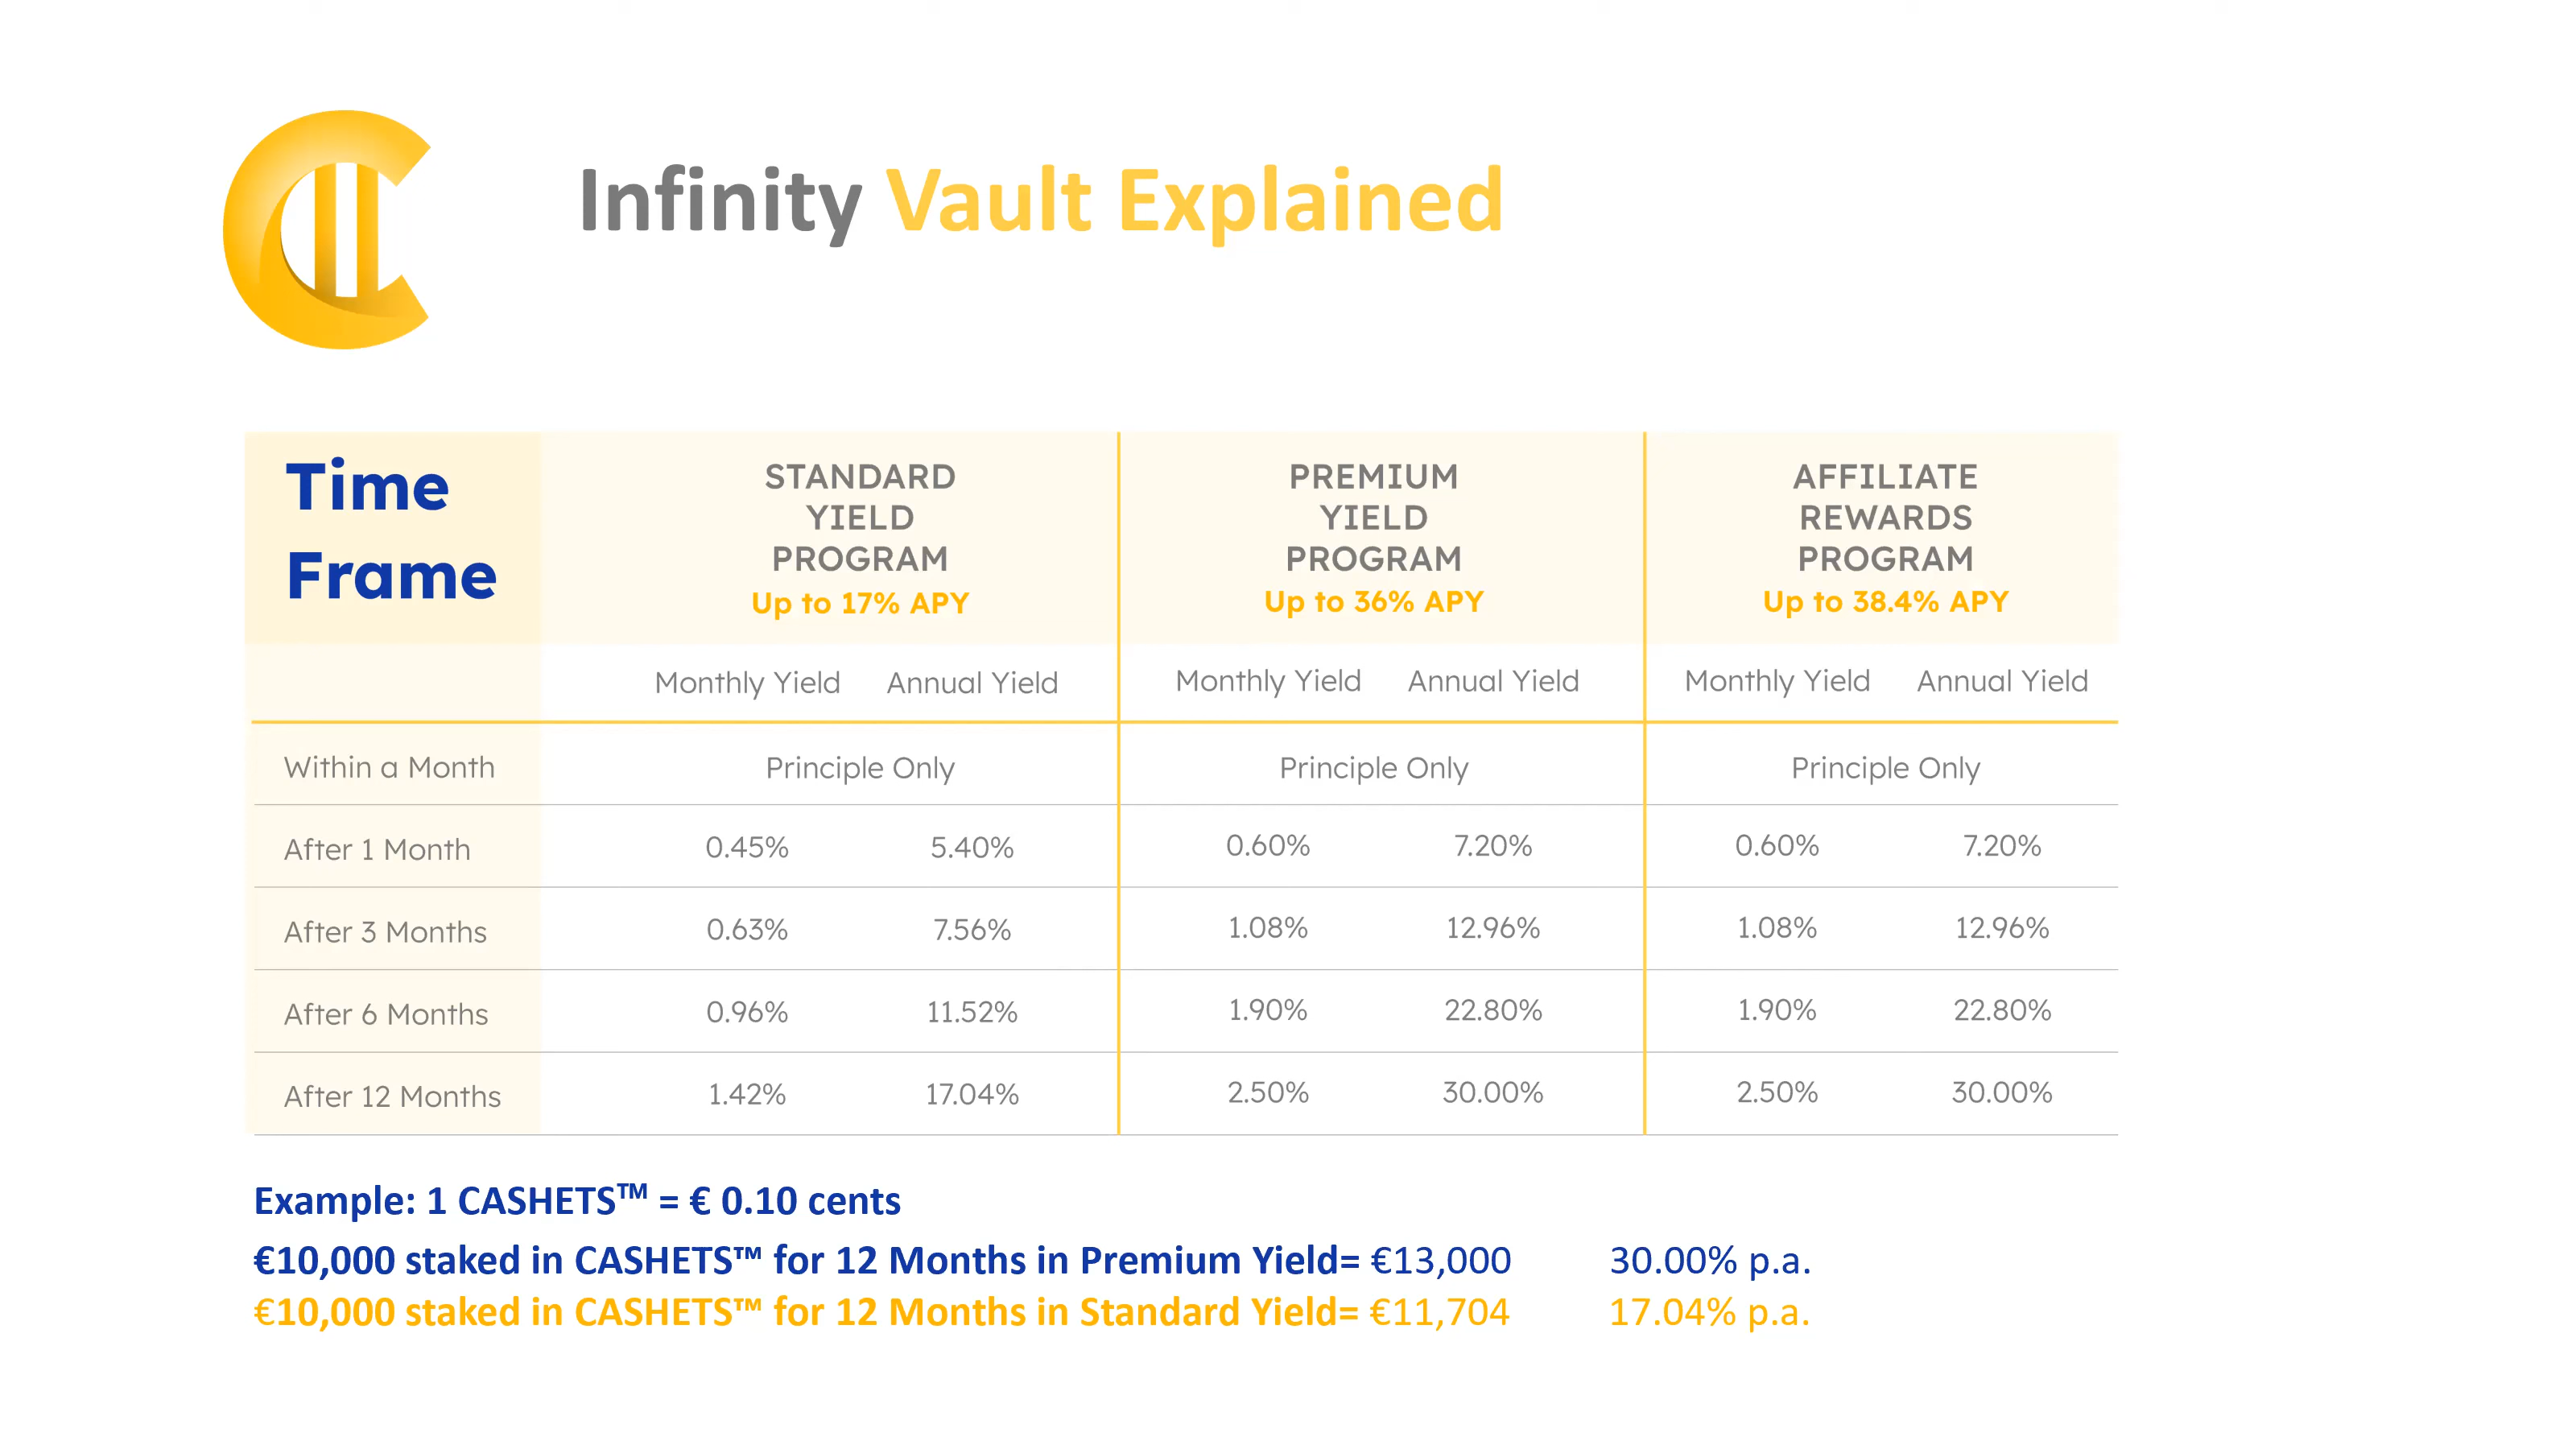 Infinity Vault Explained
Time
Frame
STANDARD
YIELD
PROGRAM
Up to 17% APY
PREMIUM
YIELD
PROGRAM
Up to 36% APY
AFFILIATE
REWARDS
PROGRAM
Up to 38.4% APY
Monthly Yield Annual Yield Monthly Yield Annual Yield Monthly Yield Annual Yield
Within a Month Principle Only Principle Only Principle Only
After 1 Month 0.45% 5.40% 0.60% 7.20% 0.60% 7.20%
After 3 Months 0.63% 7.56% 1.08% 12.96% 1.08% 12.96%
After 6 Months 0.96% 11.52% 1.90% 22.80% 1.90% 22.80%
After 12 Months 1.42% 17.04% 2.50% 30.00% 2.50% 30.00%
Example: 1 CASHETS™ = € 0.10 cents
€10,000 staked in CASHETS™ for 12 Months in Premium Yield= €13,000 30.00% p.a.
€10,000 staked in CASHETS™ for 12 Months in Standard Yield= €11,704 17.04% p.a.